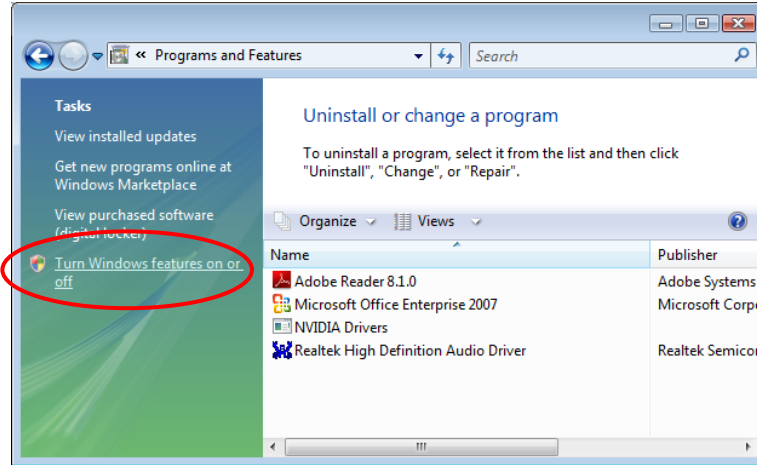 « Programs and Features
Search
Tasks
View installed updates
Get new programs online at
Windows Marketplace
View purchased software
(digital locker)
Turn Windows features on or
off
Uninstall or change a program
To uninstall a program, select it from the list and then click
"Uninstall", "Change", or "Repair".
Organize Views
Name Publisher
Adobe Reader 8.1.0 Adobe Systems
Microsoft Office Enterprise 2007 Microsoft Corpo
NVIDIA Drivers
Realtek High Definition Audio Driver Realtek Semicon